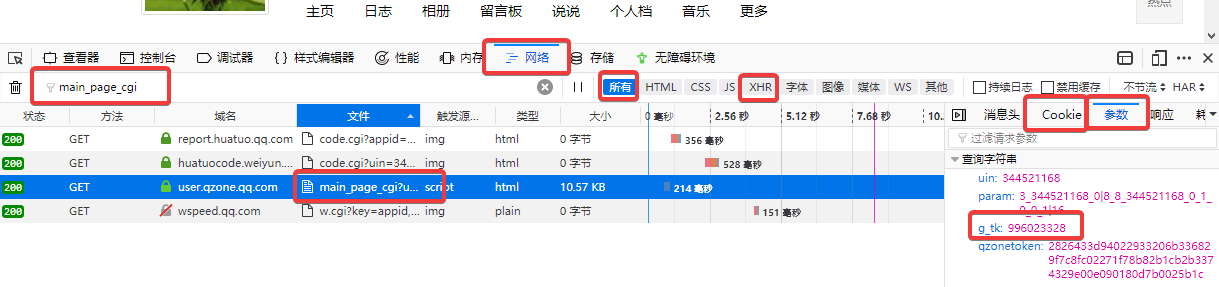 主页 日志 相册 留言板 说说 个人档 音乐 更多
热点
查看器 控制台 调试器 样式编辑器 性能 内存 网络 存储 无障碍环境
main_page_cgi 所有 HTML CSS JS XHR 字体 图像 媒体 WS 其他 持续日志 禁用缓存 不节流 HAR
状态 方法 域名 文件 触发源... 类型 大小 0 毫秒 2.56 秒 5.12 秒 7.68 秒 10... 消息头 Cookie 参数 响应 耗
200 GET report.huatuo.qq.com code.cgi?appid=... img html 0 字节 356 毫秒
过滤请求参数
200 GET huatuocode.weiyun.... code.cgi?uin=34... img html 0 字节 528 毫秒
查询字符串
200 GET user.qzone.qq.com main_page_cgi?u... script html 10.57 KB 214 毫秒
uin: 344521168
param: 3_344521168_0|8_8_344521168_0_1_0_0_1|16
200 GET wspeed.qq.com w.cgi?key=appid,... img plain 0 字节 151 毫秒
g_tk: 996023328
qzonetoken: 2826433d94022933206b33682
9f7c8fc02271f78b82b1cb2b337
4329e00e090180d7b0025b1c